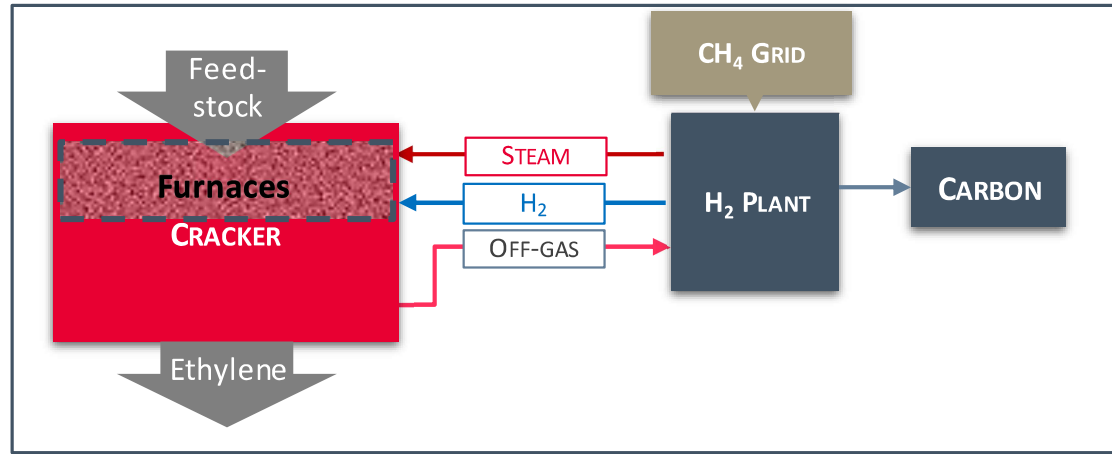 Feed-
stock
CH₄ GRID
STEAM
Furnaces
H₂
H₂ PLANT
CARBON
CRACKER
OFF-GAS
Ethylene